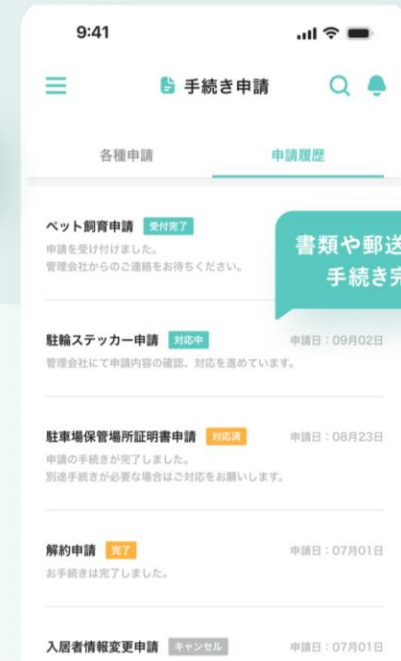 9:41
手続き申請
各種申請
申請履歴
ペット飼育申請 受付完了
申請を受け付けました。
管理会社からのご連絡をお待ちください。
書類や郵送
手続き完
駐輪ステッカー申請 対応中 申請日：09月02日
管理会社にて申請内容の確認、対応を進めています。
駐車場保管場所証明書申請 対応済 申請日：08月23日
申請の手続きが完了しました。
別途手続きが必要な場合はご対応をお願いします。
解約申請 完了 申請日：07月01日
お手続きは完了しました。
入居者情報変更申請 キャンセル 申請日：07月01日